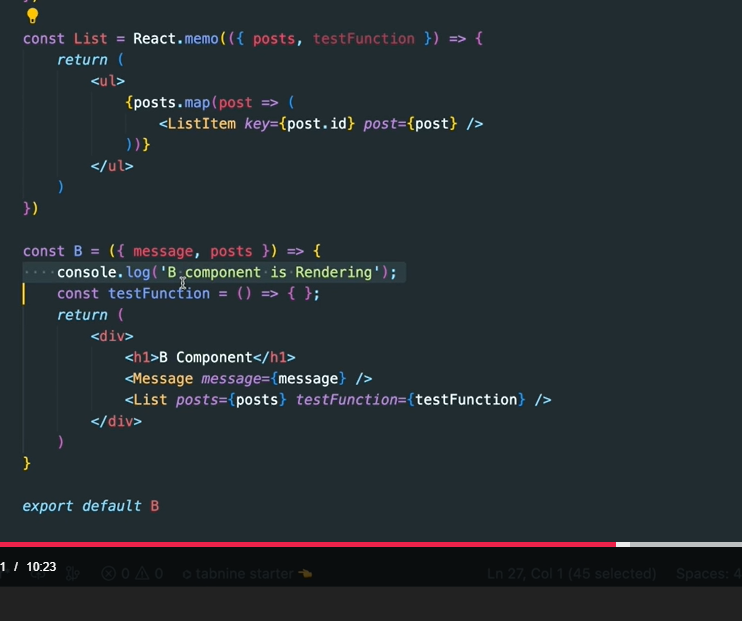 const List = React.memo(({ posts, testFunction }) => {
    return (
        <ul>
            {posts.map(post => (
                <ListItem key={post.id} post={post} />
            ))}
        </ul>
    )
})
const B = ({ message, posts }) => {
····console.log('B·component·is·Rendering');
    const testFunction = () => { };
    return (
        <div>
            <h1>B Component</h1>
            <Message message={message} />
            <List posts={posts} testFunction={testFunction} />
        </div>
    )
}
export default B
1 / 10:23
0 0 tabnine starter Ln 27, Col 1 (45 selected) Spaces: 4